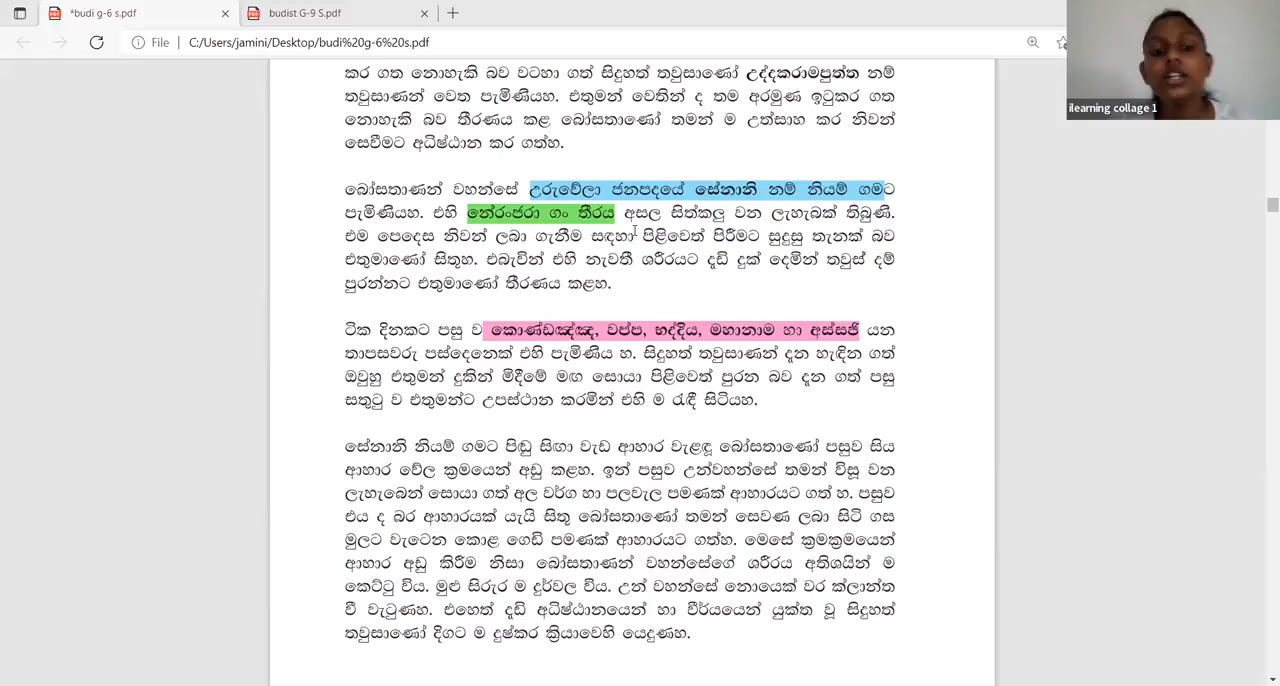 *budi g-6 s.pdf
budist G-9 S.pdf
File
C:/Users/jamini/Desktop/budi%20g-6%20s.pdf
ilearning collage 1
කර ගත නොහැකි බව වටහා ගත් සිදුහත් තවුසාණෝ උද්දකරාමපුත්ත නම්
තවුසාණන් වෙත පැමිණියහ. එතුමන් වෙතින් ද තම අරමුණ ඉටුකර ගත
නොහැකි බව තීරණය කළ බෝසතාණෝ තමන් ම උත්සාහ කර නිවන්
සෙවීමට අධිෂ්ඨාන කර ගත්හ.
බෝසතාණන් වහන්සේ උරුවේලා ජනපදයේ සේනානි නම් නියම් ගමට
පැමිණියහ. එහි නේරංජරා ගං තීරය අසල සිත්කලු වන ලැහැබක් තිබුණි.
එම පෙදෙස නිවන් ලබා ගැනීම සඳහා පිළිවෙත් පිරීමට සුදුසු තැනක් බව
එතුමාණෝ සිතූහ. එබැවින් එහි නැවතී ශරීරයට දැඩි දුක් දෙමින් තවුස් දම්
පුරන්නට එතුමාණෝ තීරණය කළහ.
ටික දිනකට පසු ව කොණ්ඩඤ්ඤ, වප්ප, භද්දිය, මහානාම හා අස්සජි යන
තාපසවරු පස්දෙනෙක් එහි පැමිණිය හ. සිදුහත් තවුසාණන් දැන හැඳින ගත්
ඔවුහු එතුමන් දුකින් මිදීමේ මඟ සොයා පිළිවෙත් පුරන බව දැන ගත් පසු
සතුටු ව එතුමන්ට උපස්ථාන කරමින් එහි ම රැඳී සිටියහ.
සේනානි නියම් ගමට පිඬු සිඟා වැඩ ආහාර වැළඳූ බෝසතාණෝ පසුව සිය
ආහාර වේල ක්‍රමයෙන් අඩු කළහ. ඉන් පසුව උන්වහන්සේ තමන් විසූ වන
ලැහැබෙන් සොයා ගත් අල වර්ග හා පලවැල පමණක් ආහාරයට ගත් හ. පසුව
එය ද බර ආහාරයක් යැයි සිතූ බෝසතාණෝ තමන් සෙවණ ලබා සිටි ගස
මුලට වැටෙන කොළ ගෙඩි පමණක් ආහාරයට ගත්හ. මෙසේ ක්‍රමක්‍රමයෙන්
ආහාර අඩු කිරීම නිසා බෝසතාණන් වහන්සේගේ ශරීරය අතිශයින් ම
කෙට්ටු විය. මුළු සිරුර ම දුර්වල විය. උන් වහන්සේ නොයෙක් වර ක්ලාන්ත
වී වැටුණහ. එහෙත් දැඩි අධිෂ්ඨානයෙන් හා වීර්යයෙන් යුක්ත වූ සිදුහත්
තවුසාණෝ දිගට ම දුෂ්කර ක්‍රියාවෙහි යෙදුණහ.